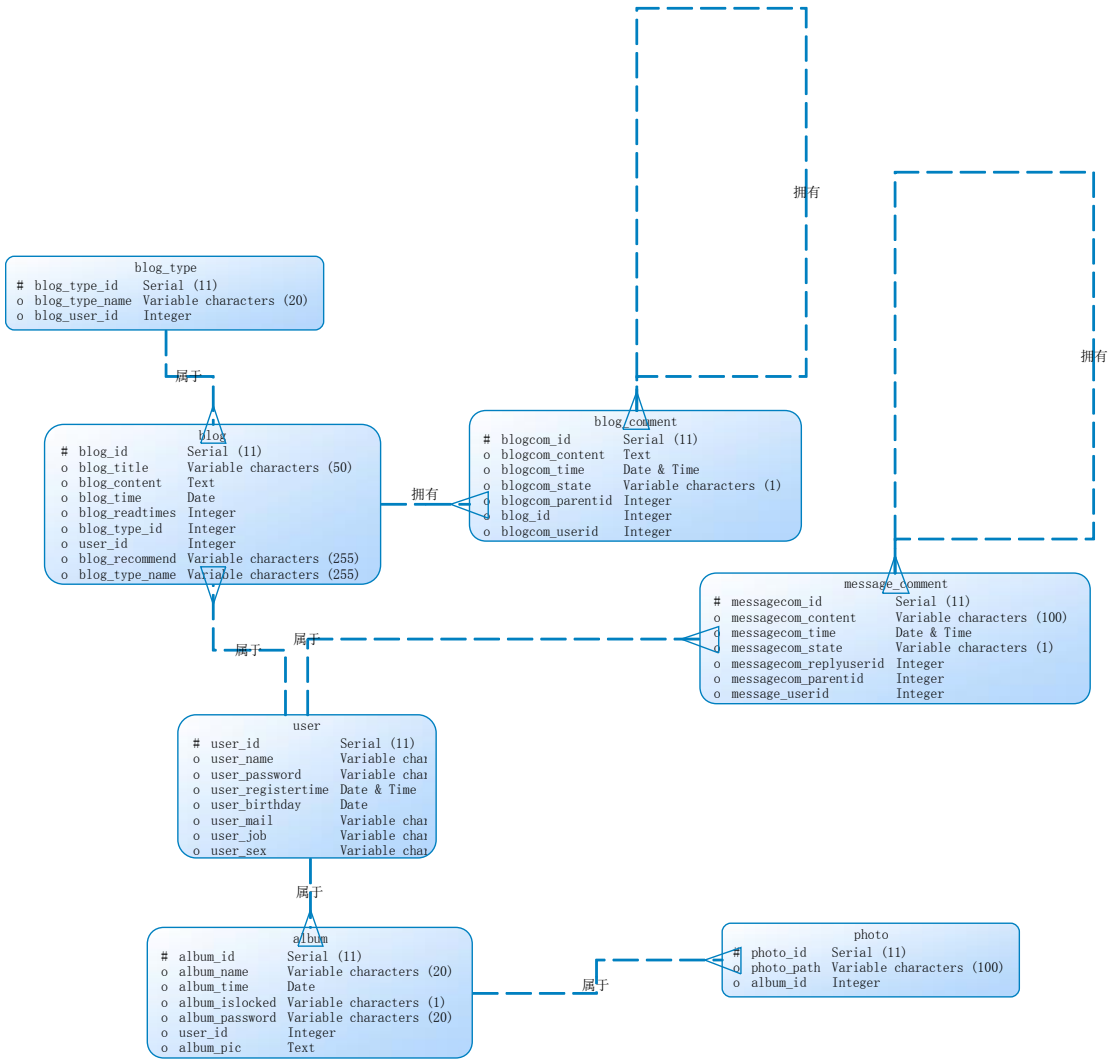 拥有
拥有
blog_type
# blog_type_id Serial (11)
o blog_type_name Variable characters (20)
o blog_user_id Integer
属于
blog
# blog_id Serial (11)
o blog_title Variable characters (50)
o blog_content Text
o blog_time Date
o blog_readtimes Integer
o blog_type_id Integer
o user_id Integer
o blog_recommend Variable characters (255)
o blog_type_name Variable characters (255)
拥有
blog_comment
# blogcom_id Serial (11)
o blogcom_content Text
o blogcom_time Date & Time
o blogcom_state Variable characters (1)
o blogcom_parentid Integer
o blog_id Integer
o blogcom_userid Integer
message_comment
# messagecom_id Serial (11)
o messagecom_content Variable characters (100)
o messagecom_time Date & Time
o messagecom_state Variable characters (1)
o messagecom_replyuserid Integer
o messagecom_parentid Integer
o message_userid Integer
属于
属于
user
# user_id Serial (11)
o user_name Variable char
o user_password Variable char
o user_registertime Date & Time
o user_birthday Date
o user_mail Variable char
o user_job Variable char
o user_sex Variable char
属于
album
# album_id Serial (11)
o album_name Variable characters (20)
o album_time Date
o album_islocked Variable characters (1)
o album_password Variable characters (20)
o user_id Integer
o album_pic Text
属于
photo
# photo_id Serial (11)
o photo_path Variable characters (100)
o album_id Integer